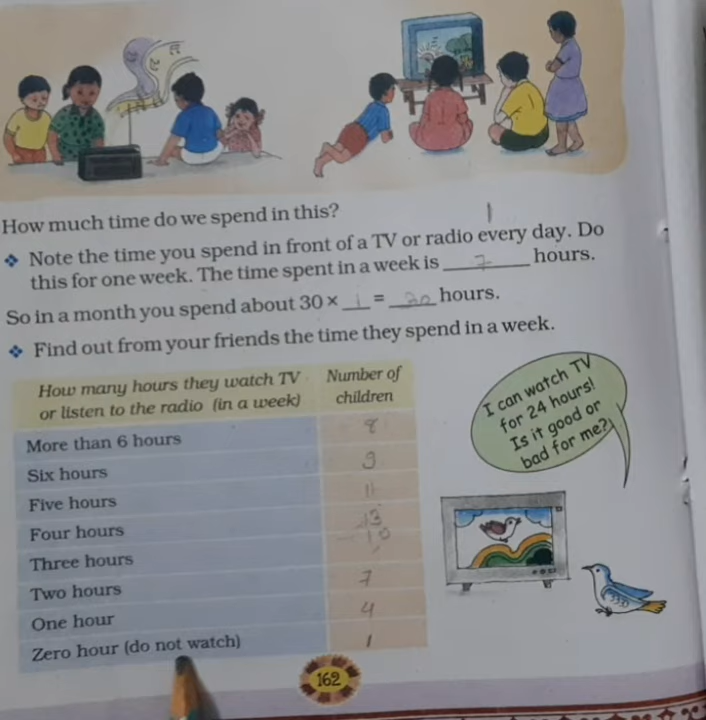 How much time do we spend in this?
❖ Note the time you spend in front of a TV or radio every day. Do
this for one week. The time spent in a week is 7 hours.
So in a month you spend about 30 × 1 = 30 hours.
❖ Find out from your friends the time they spend in a week.
How many hours they watch TV or listen to the radio (in a week) Number of children
More than 6 hours 8
Six hours 9
Five hours 11
Four hours 13
Three hours 10
Two hours 7
One hour 4
Zero hour (do not watch) 1
I can watch TV
for 24 hours!
Is it good or
bad for me?
162